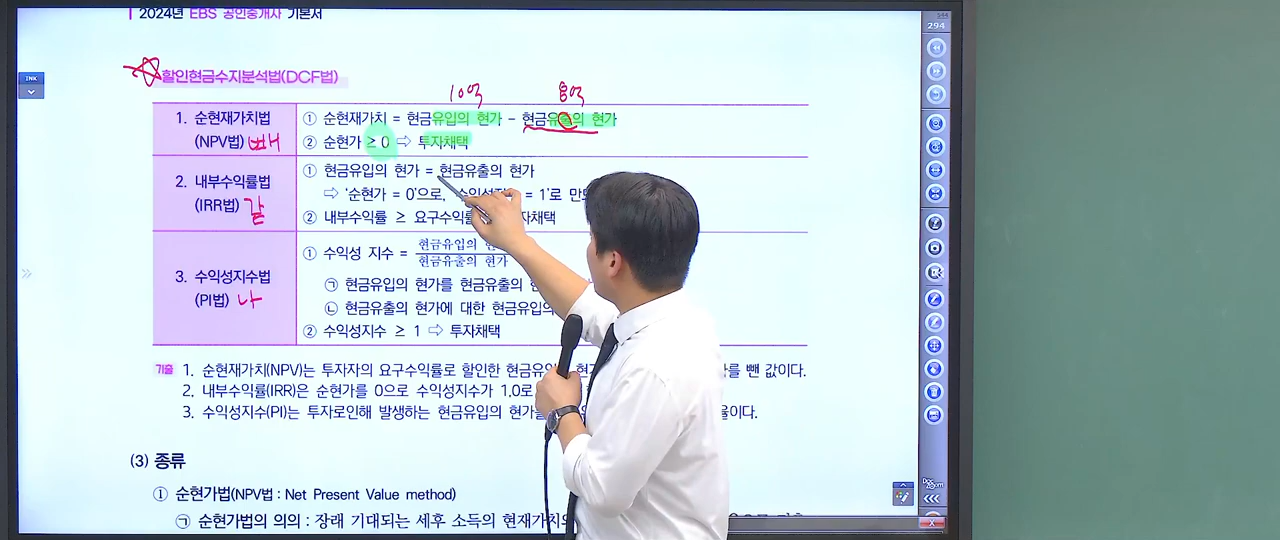 2024년 EBS 공인중개사 기본서
544
294
INK
할인현금수지분석법(DCF법)
10억 8억
1. 순현재가치법
(NPV법) 빼
① 순현재가치 = 현금유입의 현가 - 현금유출의 현가
② 순현가 ≥ 0 ⇨ 투자채택
2. 내부수익률법
(IRR법) 같
① 현금유입의 현가 = 현금유출의 현가
⇨ '순현가 = 0'으로, = 1'로
② 내부수익률 ≥ 요구수익률
3. 수익성지수법
(PI법) 나
① 수익성 지수 = 현금유입의
현금유출의 현가
㉠ 현금유입의 현가를 현금유출의
㉡ 현금유출의 현가에 대한 현금유입의
② 수익성지수 ≥ 1 ⇨ 투자채택
기출 1. 순현재가치(NPV)는 투자자의 요구수익률로 할인한 뺀 값이다.
2. 내부수익률(IRR)은 순현가를 0으로 수익성지수가 1.0로
3. 수익성지수(PI)는 투자로인해 발생하는 현금유입의
(3) 종류
① 순현가법(NPV법 : Net Present Value method)
㉠ 순현가법의 의의 : 장래 기대되는 세후 소득의 현재가치의